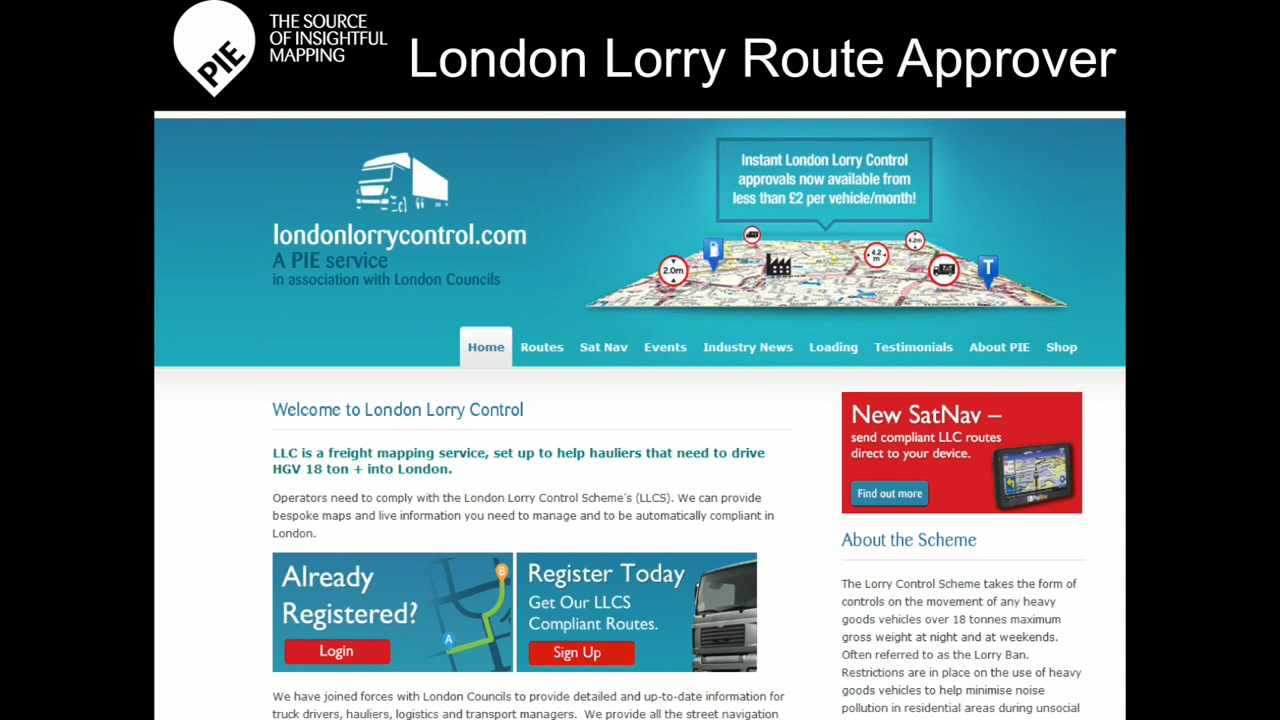 PIE
THE SOURCE
OF INSIGHTFUL
MAPPING
London Lorry Route Approver
londonlorrycontrol.com
A PIE service
in association with London Councils
Instant London Lorry Control
approvals now available from
less than £2 per vehicle/month!
2.0m
4.2
m
4.2m
T
Home Routes Sat Nav Events Industry News Loading Testimonials About PIE Shop
Welcome to London Lorry Control
LLC is a freight mapping service, set up to help hauliers that need to drive
HGV 18 ton + into London.
Operators need to comply with the London Lorry Control Scheme's (LLCS). We can provide
bespoke maps and live information you need to manage and to be automatically compliant in
London.
Already
Registered?
Login
A
B
Register Today
Get Our LLCS
Compliant Routes.
Sign Up
We have joined forces with London Councils to provide detailed and up-to-date information for
truck drivers, hauliers, logistics and transport managers. We provide all the street navigation
New SatNav –
send compliant LLC routes
direct to your device.
Find out more
About the Scheme
The Lorry Control Scheme takes the form of
controls on the movement of any heavy
goods vehicles over 18 tonnes maximum
gross weight at night and at weekends.
Often referred to as the Lorry Ban.
Restrictions are in place on the use of heavy
goods vehicles to help minimise noise
pollution in residential areas during unsocial